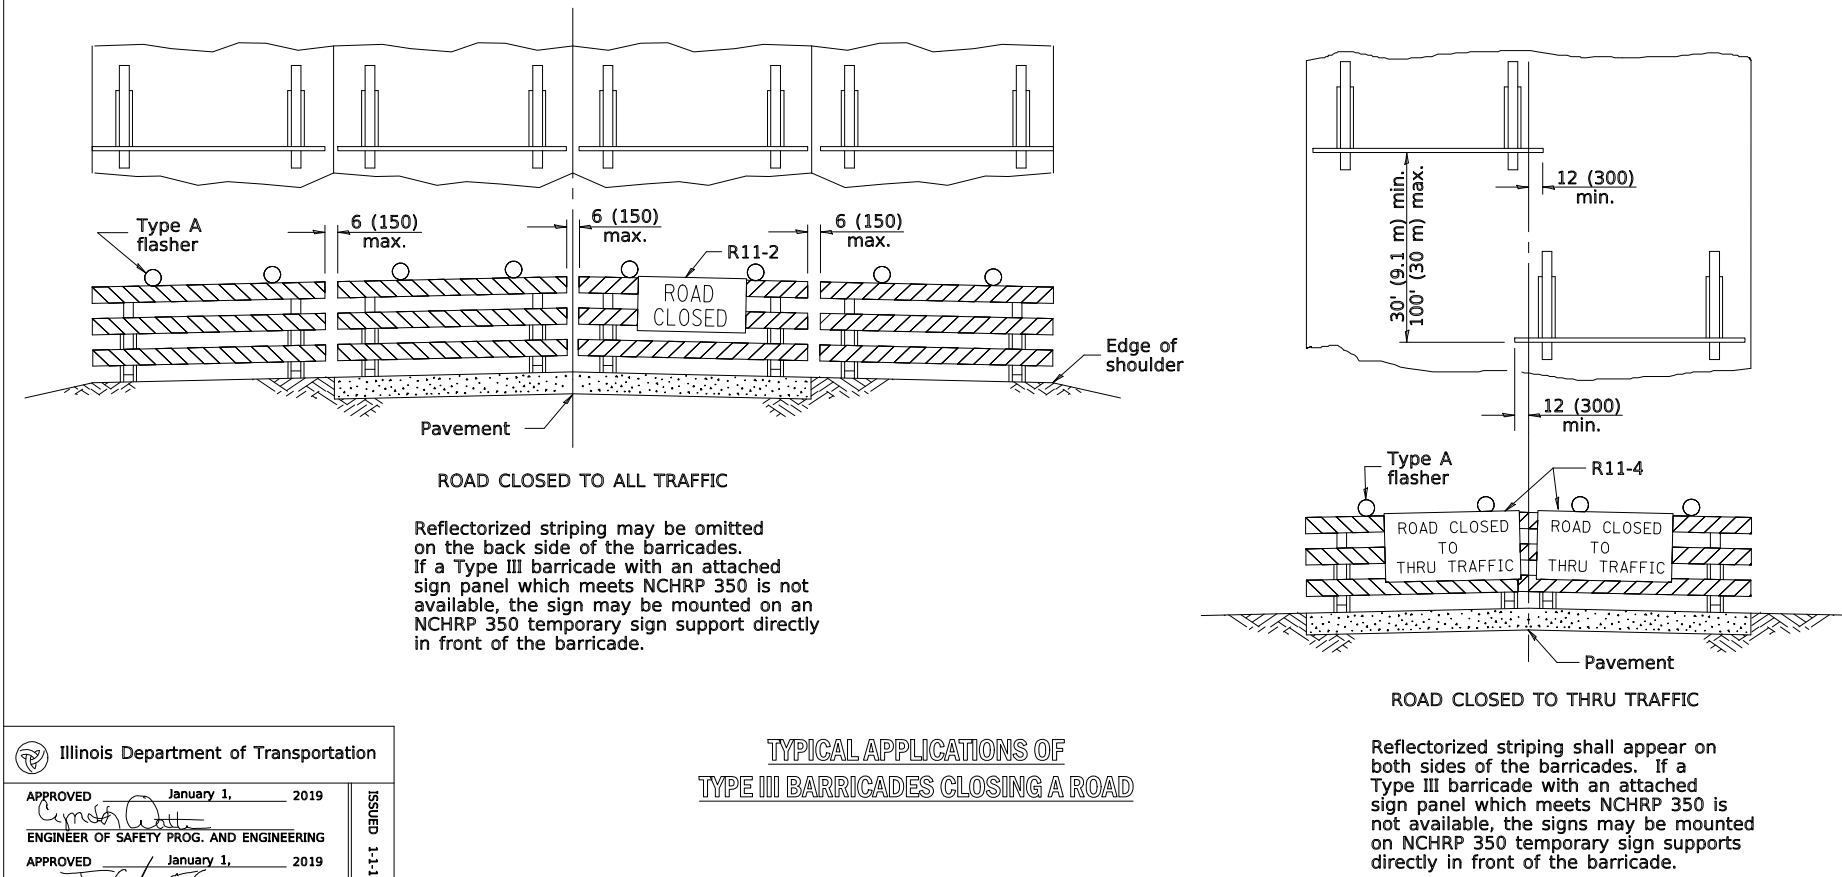 Type A
flasher
6 (150)
max.
6 (150)
max.
6 (150)
max.
R11-2
ROAD
CLOSED
Edge of
shoulder
Pavement
ROAD CLOSED TO ALL TRAFFIC
Reflectorized striping may be omitted
on the back side of the barricades.
If a Type III barricade with an attached
sign panel which meets NCHRP 350 is not
available, the sign may be mounted on an
NCHRP 350 temporary sign support directly
in front of the barricade.
12 (300)
min.
30' (9.1 m) min.
100' (30 m) max.
12 (300)
min.
Type A
flasher
R11-4
ROAD CLOSED
TO
THRU TRAFFIC
ROAD CLOSED
TO
THRU TRAFFIC
Pavement
ROAD CLOSED TO THRU TRAFFIC
Reflectorized striping shall appear on
both sides of the barricades. If a
Type III barricade with an attached
sign panel which meets NCHRP 350 is
not available, the signs may be mounted
on NCHRP 350 temporary sign supports
directly in front of the barricade.
TYPICAL APPLICATIONS OF
TYPE III BARRICADES CLOSING A ROAD
Illinois Department of Transportation
APPROVED January 1, 2019
ENGINEER OF SAFETY PROG. AND ENGINEERING
APPROVED January 1, 2019
ISSUED 1-1-